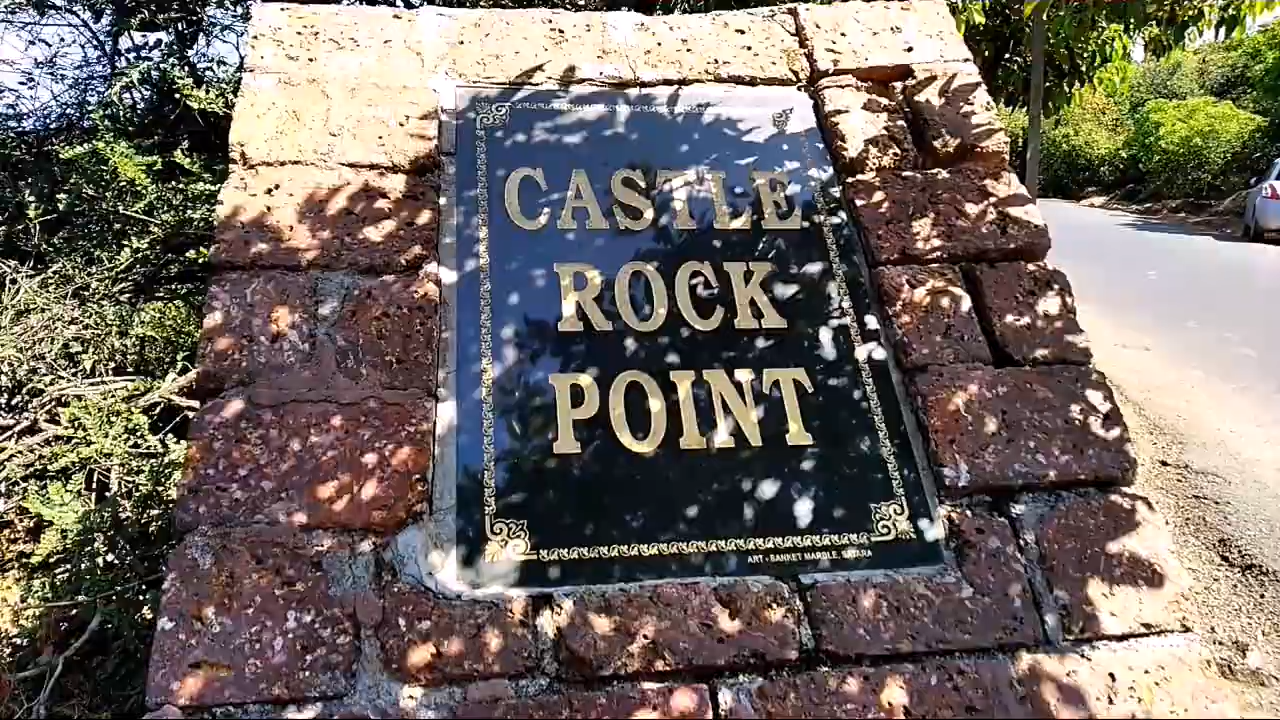 CASTLE
ROCK
POINT
ART - SANKET MARBLE, SATARA